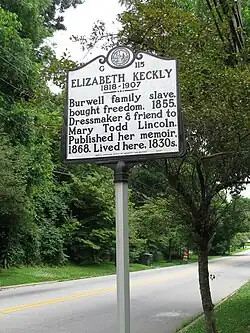 G 115
ELIZABETH KECKLY
1818-1907
Burwell family slave,
bought freedom, 1855.
Dressmaker & friend to
Mary Todd Lincoln.
Published her memoir,
1868. Lived here, 1830s.